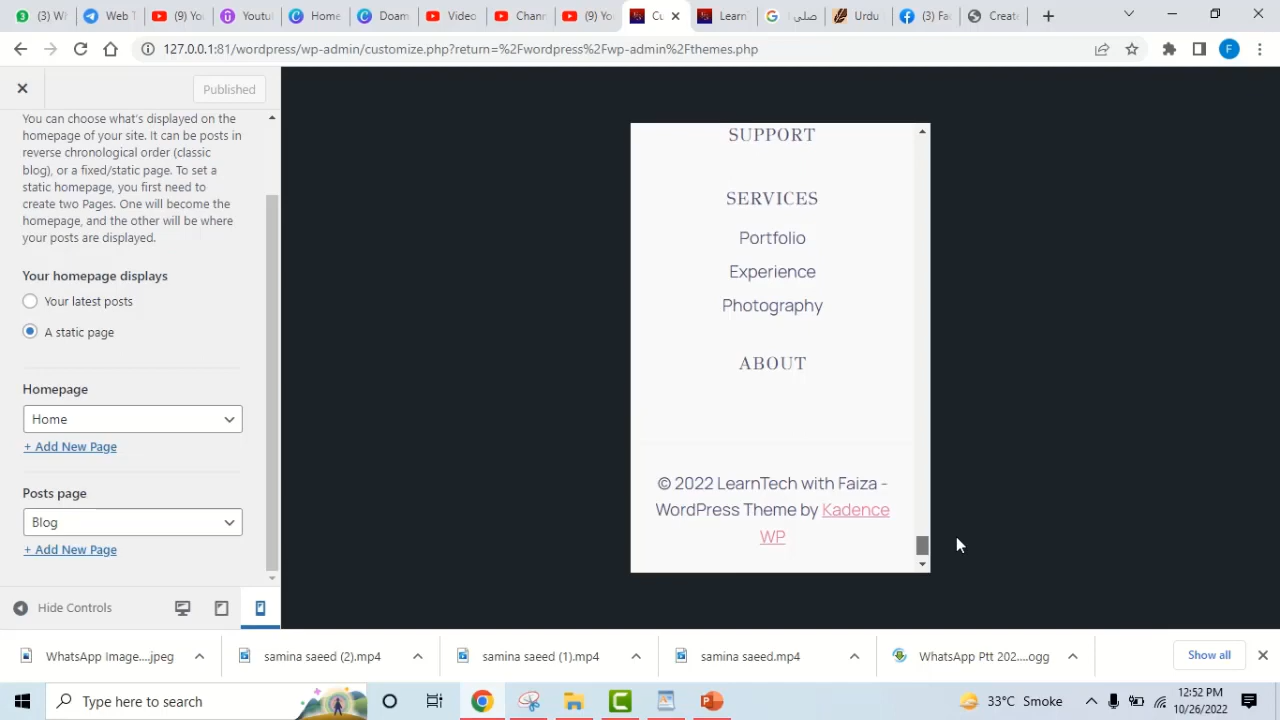 Wi
Web T
(9) Yo
Youtu
Home
Doam
Video
Chann
(9) Yo
Cu
Learn
صلی ا
Urdu
(3) Fa
Create
127.0.0.1:81/wordpress/wp-admin/customize.php?return=%2Fwordpress%2Fwp-admin%2Fthemes.php
F
Published
You can choose what's displayed on the
homepage of your site. It can be posts in
reverse chronological order (classic
blog), or a fixed/static page. To set a
static homepage, you first need to
create two Pages. One will become the
homepage, and the other will be where
your posts are displayed.
Your homepage displays
Your latest posts
A static page
Homepage
Home
+ Add New Page
Posts page
Blog
+ Add New Page
Hide Controls
SUPPORT
SERVICES
Portfolio
Experience
Photography
ABOUT
© 2022 LearnTech with Faiza -
WordPress Theme by Kadence
WP
WhatsApp Image....jpeg
samina saeed (2).mp4
samina saeed (1).mp4
samina saeed.mp4
WhatsApp Ptt 202....ogg
Show all
Type here to search
33°C Smoke
12:52 PM
10/26/2022